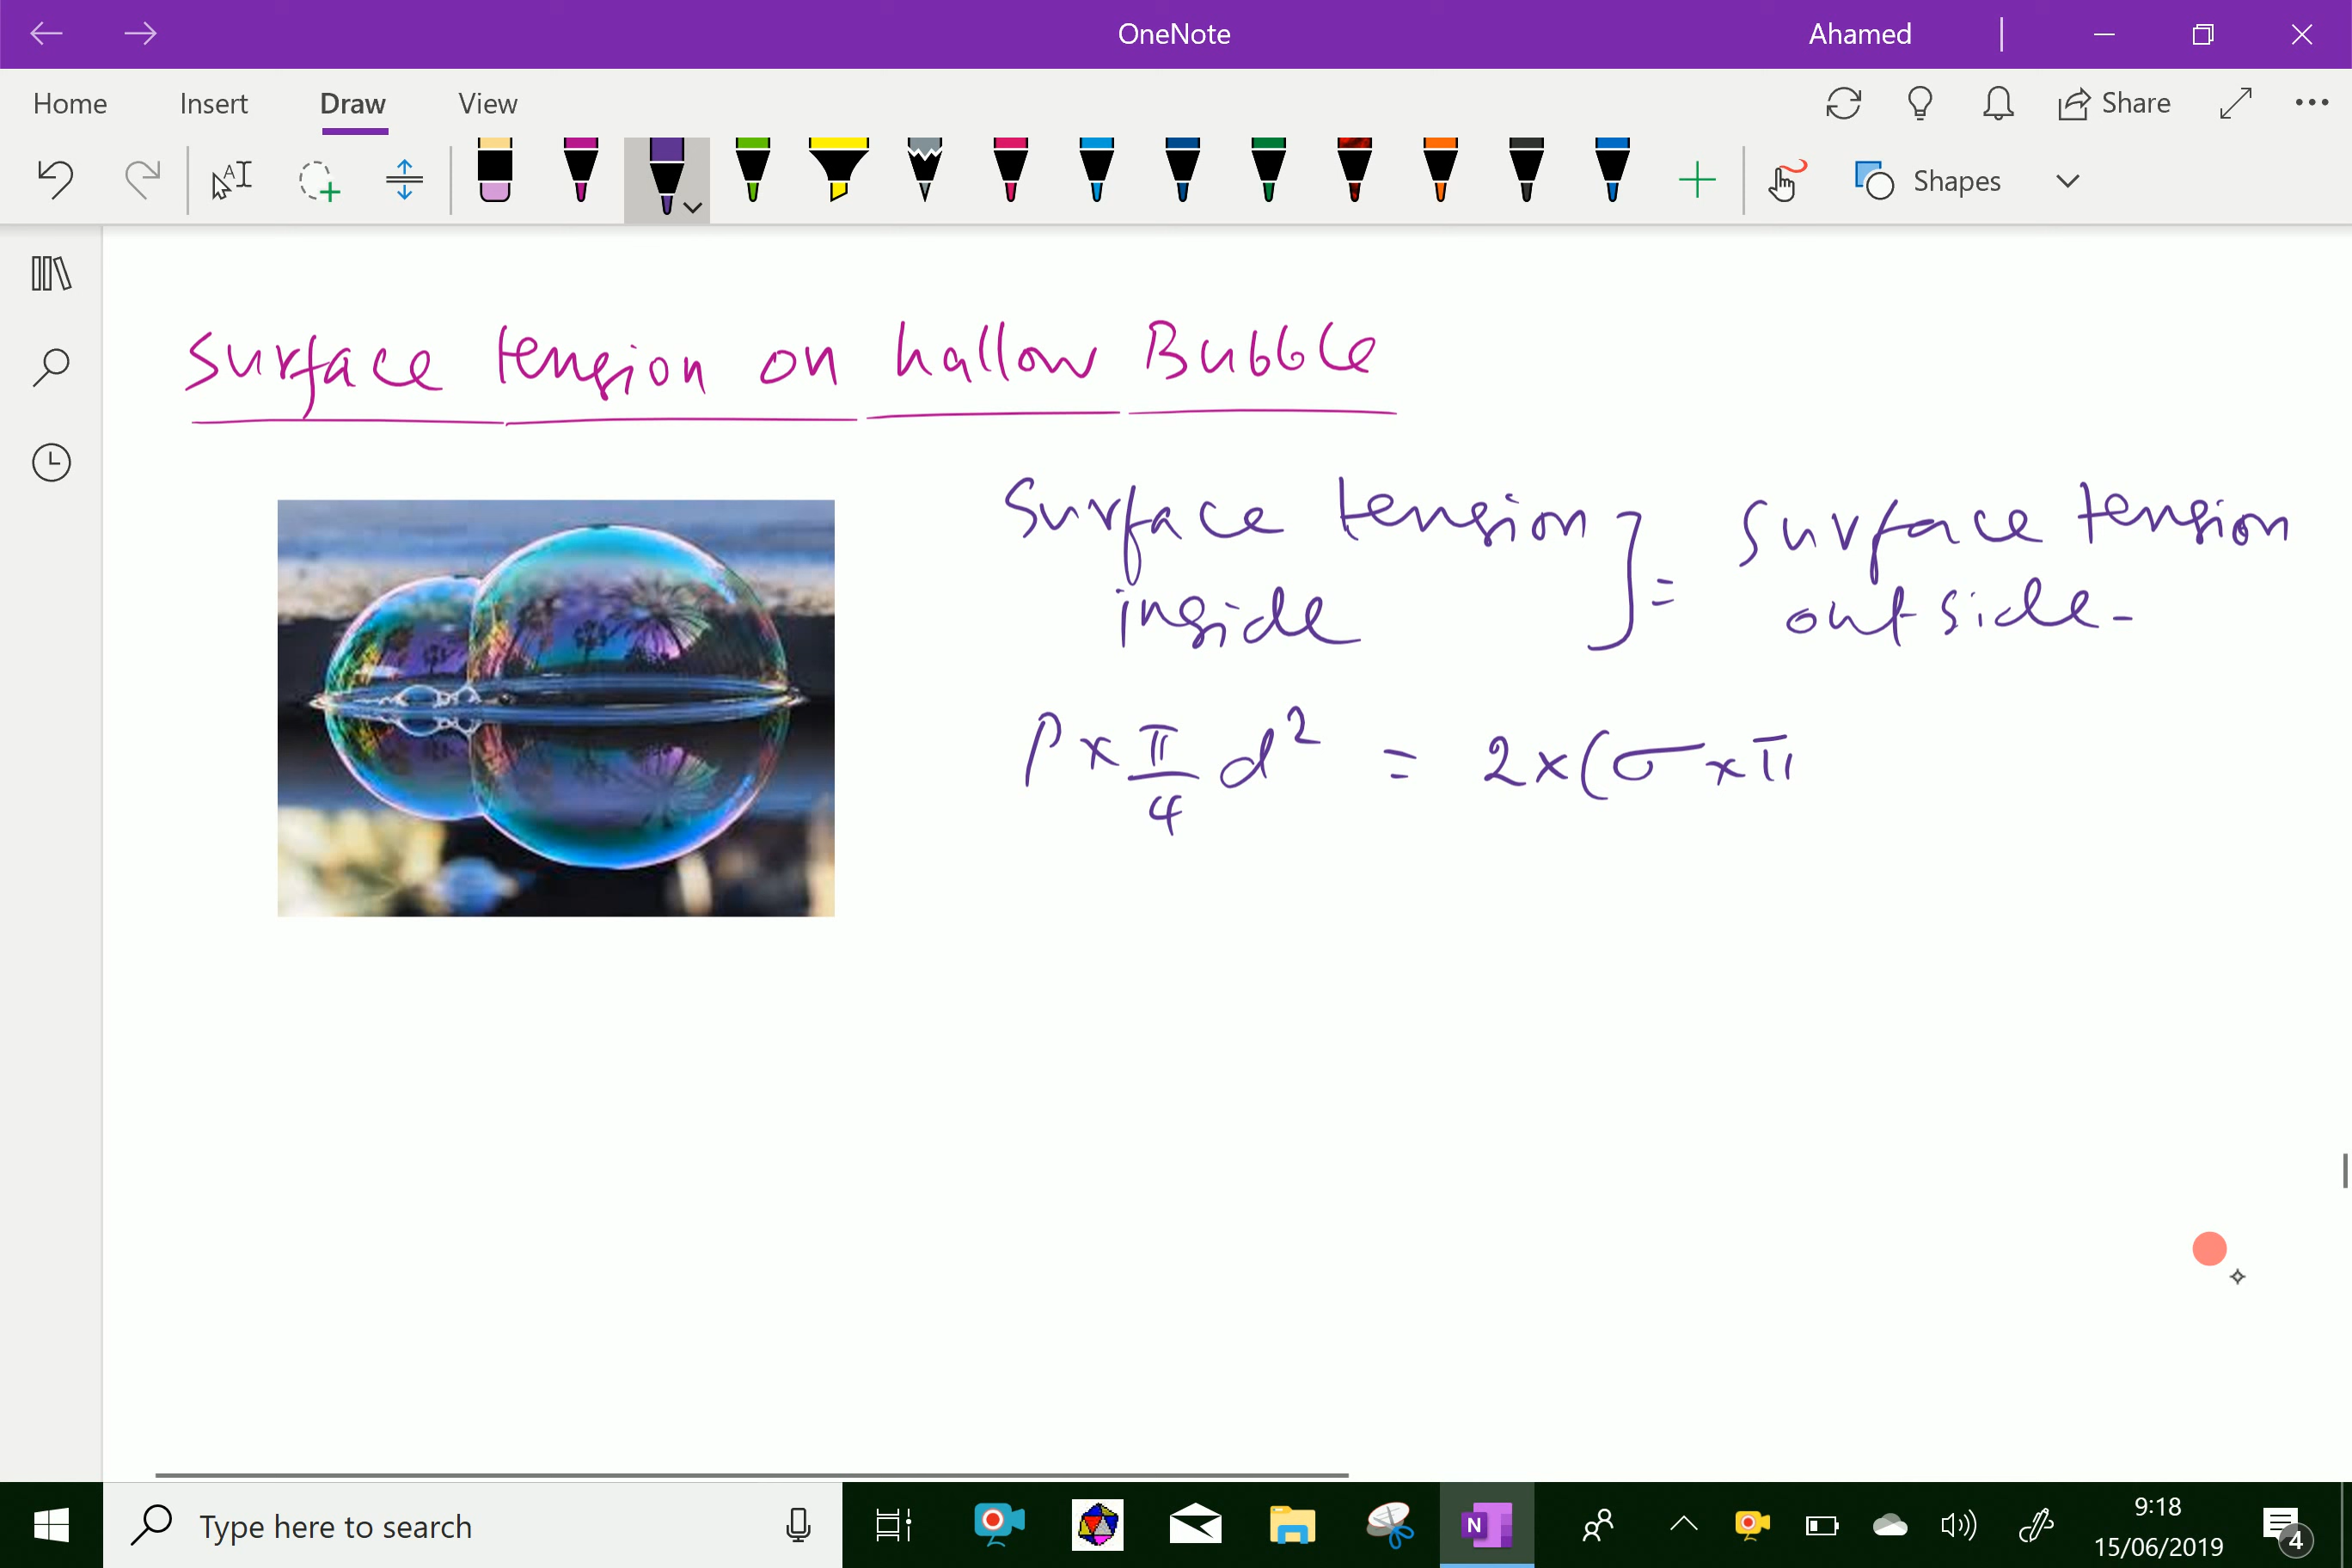 OneNote
Ahamed
Home Insert Draw View
Share
Shapes
surface tension on hallow Bubble
Surface tension ] = Surface tension
inside outside-
P × π/4 d² = 2×(σ × π
Type here to search
N
9:18
15/06/2019
4